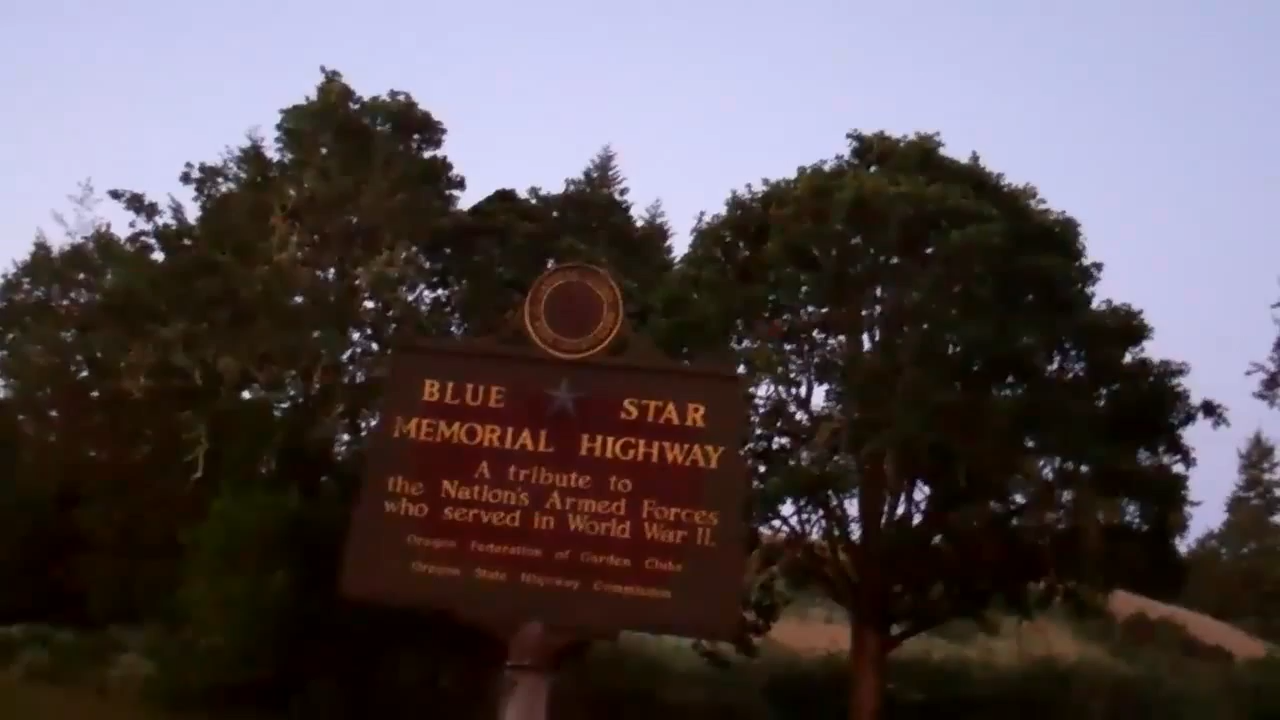 BLUE STAR
MEMORIAL HIGHWAY
A tribute to
the Nation's Armed Forces
who served in World War II.
Oregon Federation of Garden Clubs
Oregon State Highway Commission